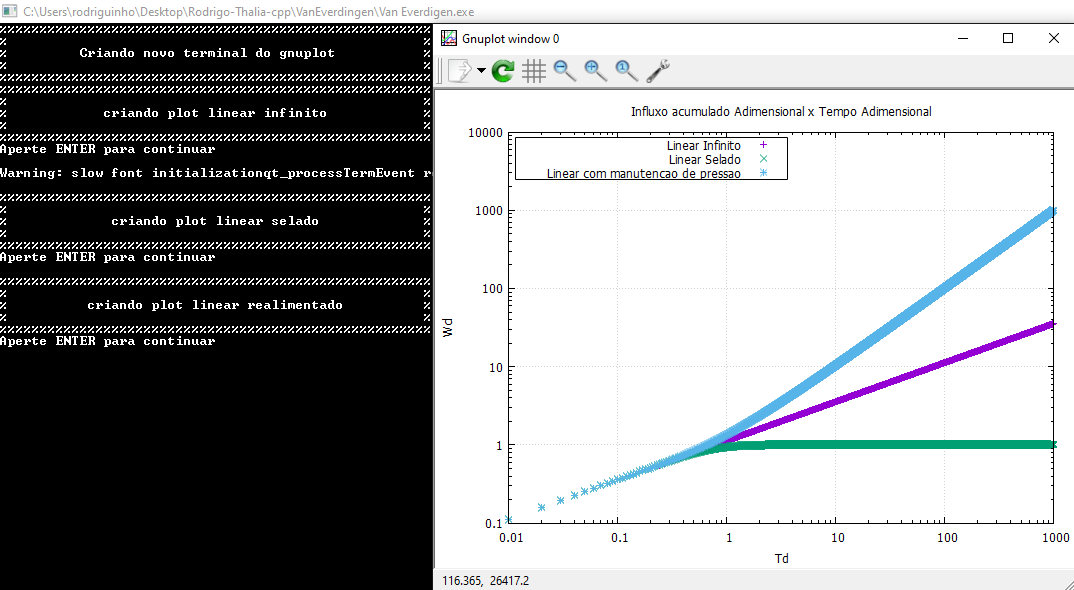 C:\Users\rodriguinho\Desktop\Rodrigo-Thalia-cpp\VanEverdingen\Van Everdigen.exe
%%%%%%%%%%%%%%%%%%%%%%%%%%%%%%%%%%%%%%%%%%%%%%%%%%%%%%
%                                                    %
%         Criando novo terminal do gnuplot           %
%                                                    %
%%%%%%%%%%%%%%%%%%%%%%%%%%%%%%%%%%%%%%%%%%%%%%%%%%%%%%
%%%%%%%%%%%%%%%%%%%%%%%%%%%%%%%%%%%%%%%%%%%%%%%%%%%%%%
%                                                    %
%            criando plot linear infinito            %
%                                                    %
%%%%%%%%%%%%%%%%%%%%%%%%%%%%%%%%%%%%%%%%%%%%%%%%%%%%%%
Aperte ENTER para continuar
Warning: slow font initializationqt_processTermEvent r
%%%%%%%%%%%%%%%%%%%%%%%%%%%%%%%%%%%%%%%%%%%%%%%%%%%%%%
%                                                    %
%             criando plot linear selado             %
%                                                    %
%%%%%%%%%%%%%%%%%%%%%%%%%%%%%%%%%%%%%%%%%%%%%%%%%%%%%%
Aperte ENTER para continuar
%%%%%%%%%%%%%%%%%%%%%%%%%%%%%%%%%%%%%%%%%%%%%%%%%%%%%%
%                                                    %
%          criando plot linear realimentado          %
%                                                    %
%%%%%%%%%%%%%%%%%%%%%%%%%%%%%%%%%%%%%%%%%%%%%%%%%%%%%%
Aperte ENTER para continuar
Gnuplot window 0
Influxo acumulado Adimensional x Tempo Adimensional
Linear Infinito
Linear Selado
Linear com manutencao de pressao
10000
1000
100
10
1
0.1
Wd
0.01 0.1 1 10 100 1000
Td
116.365, 26417.2